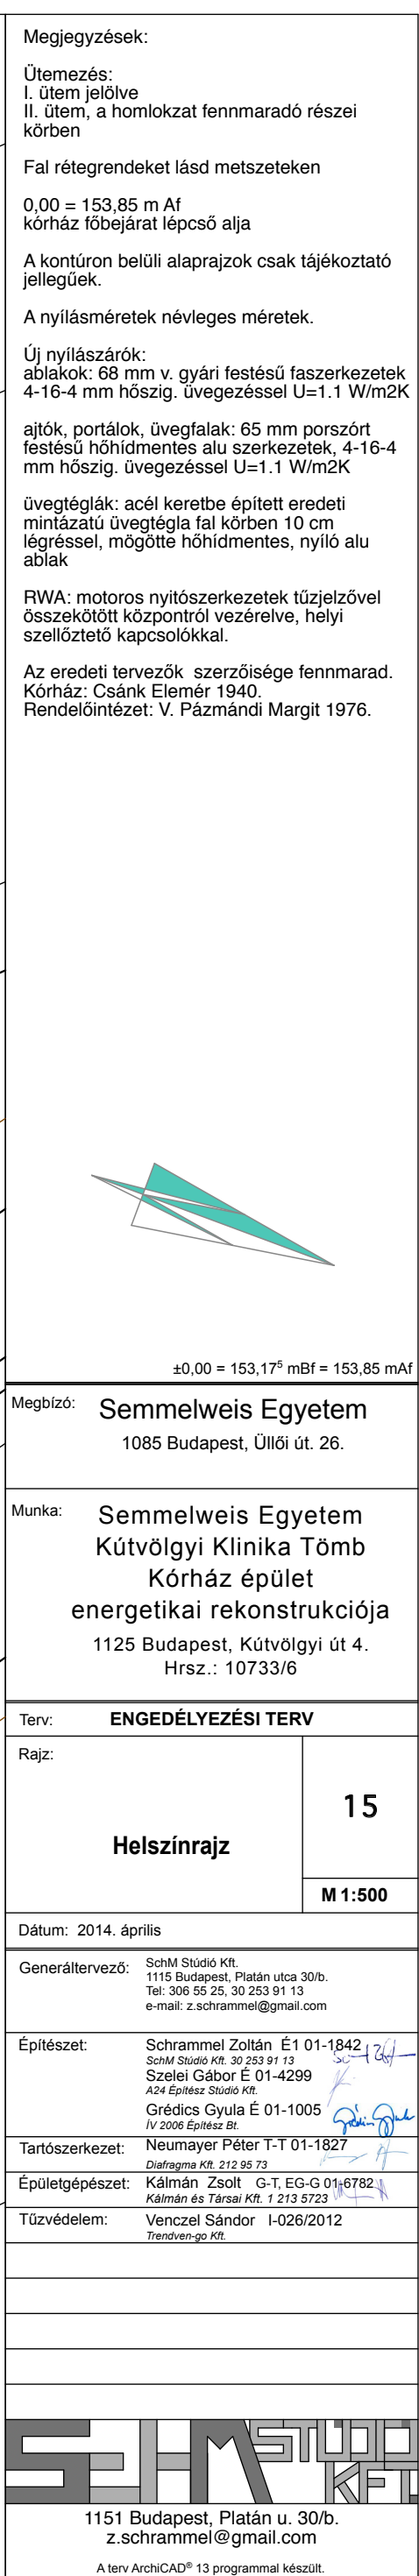 Megjegyzések:
Ütemezés:
I. ütem jelölve
II. ütem, a homlokzat fennmaradó részei
körben
Fal rétegrendeket lásd metszeteken
0,00 = 153,85 m Af
kórház főbejárat lépcső alja
A kontúron belüli alaprajzok csak tájékoztató
jellegűek.
A nyílásméretek névleges méretek.
Új nyílászárók:
ablakok: 68 mm v. gyári festésű faszerkezetek
4-16-4 mm hőszig. üvegezéssel U=1.1 W/m2K
ajtók, portálok, üvegfalak: 65 mm porszórt
festésű hőhídmentes alu szerkezetek, 4-16-4
mm hőszig. üvegezéssel U=1.1 W/m2K
üvegtéglák: acél keretbe épített eredeti
mintázatú üvegtégla fal körben 10 cm
légréssel, mögötte hőhídmentes, nyíló alu
ablak
RWA: motoros nyitószerkezetek tűzjelzővel
összekötött központról vezérelve, helyi
szellőztető kapcsolókkal.
Az eredeti tervezők szerzőisége fennmarad.
Kórház: Csánk Elemér 1940.
Rendelőintézet: V. Pázmándi Margit 1976.
±0,00 = 153,17⁵ mBf = 153,85 mAf
Megbízó: Semmelweis Egyetem
1085 Budapest, Üllői út. 26.
Munka: Semmelweis Egyetem
Kútvölgyi Klinika Tömb
Kórház épület
energetikai rekonstrukciója
1125 Budapest, Kútvölgyi út 4.
Hrsz.: 10733/6
Terv: ENGEDÉLYEZÉSI TERV
Rajz:
15
Helszínrajz
M 1:500
Dátum: 2014. április
Generáltervező: SchM Stúdió Kft.
1115 Budapest, Platán utca 30/b.
Tel: 306 55 25, 30 253 91 13
e-mail: z.schrammel@gmail.com
Építészet: Schrammel Zoltán É1 01-1842
SchM Stúdió Kft. 30 253 91 13
Szelei Gábor É 01-4299
A24 Építész Stúdió Kft.
Grédics Gyula É 01-1005
ÍV 2006 Építész Bt.
Grédics Gyula
Tartószerkezet: Neumayer Péter T-T 01-1827
Diafragma Kft. 212 95 73
Épületgépészet: Kálmán Zsolt G-T, EG-G 01-6782
Kálmán és Társai Kft. 1 213 5723
Tűzvédelem: Venczel Sándor I-026/2012
Trendven-go Kft.
SCHM STÚDIÓ
KFT
1151 Budapest, Platán u. 30/b.
z.schrammel@gmail.com
A terv ArchiCAD® 13 programmal készült.